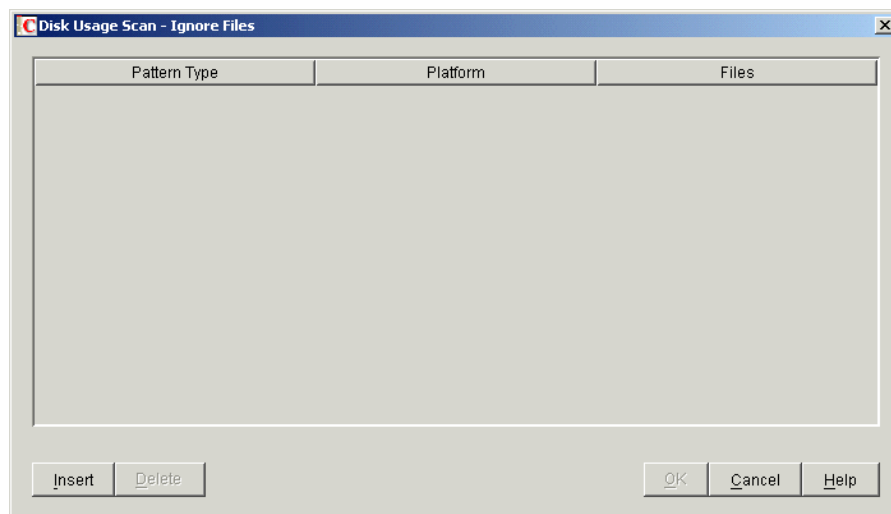 Disk Usage Scan - Ignore Files
Pattern Type Platform Files
Insert Delete OK Cancel Help